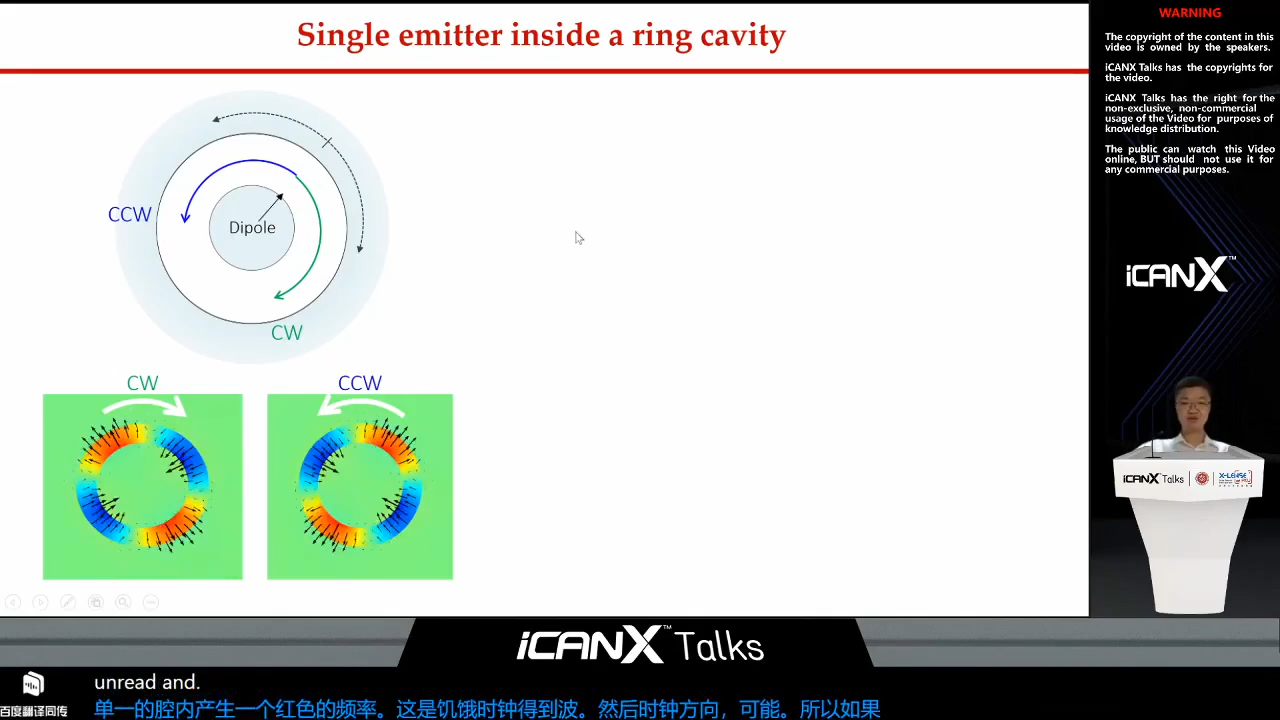 Single emitter inside a ring cavity
CCW
Dipole
CW
CW
CCW
WARNING
The copyright of the content in this
video is owned by the speakers.
iCANX Talks has the copyrights for
the video.
iCANX Talks has the right for the
non-exclusive, non-commercial
usage of the Video for purposes of
knowledge distribution.
The public can watch this Video
online, BUT should not use it for
any commercial purposes.
iCANX™
iCANX Talks
X-LENSE
iCANX™ Talks
unread and.
百度翻译同传
单一的腔内产生一个红色的频率。这是饥饿时钟得到波。然后时钟方向，可能。所以如果